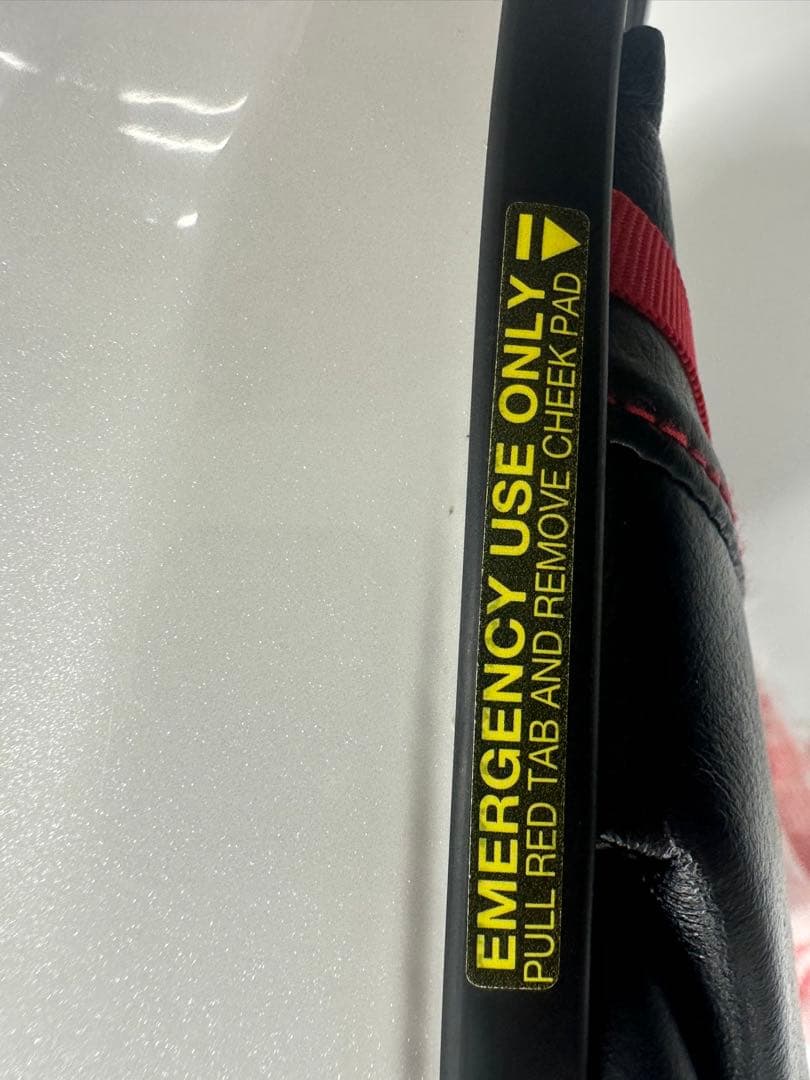 EMERGENCY USE ONLY
PULL RED TAB AND REMOVE CHEEK PAD